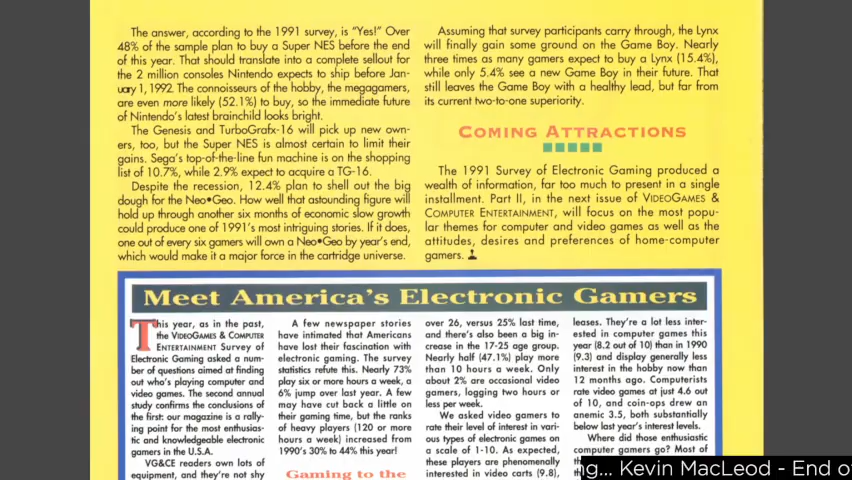 The answer, according to the 1991 survey, is "Yes!" Over
48% of the sample plan to buy a Super NES before the end
of this year. That should translate into a complete sellout for
the 2 million consoles Nintendo expects to ship before Jan-
uary 1, 1992. The connoisseurs of the hobby, the megagamers,
are even more likely (52.1%) to buy, so the immediate future
of Nintendo's latest brainchild looks bright.
The Genesis and TurboGrafx-16 will pick up new own-
ers, too, but the Super NES is almost certain to limit their
gains. Sega's top-of-the-line fun machine is on the shopping
list of 10.7%, while 2.9% expect to acquire a TG-16.
Despite the recession, 12.4% plan to shell out the big
dough for the Neo•Geo. How well that astounding figure will
hold up through another six months of economic slow growth
could produce one of 1991's most intriguing stories. If it does,
one out of every six gamers will own a Neo•Geo by year's end,
which would make it a major force in the cartridge universe.
Assuming that survey participants carry through, the Lynx
will finally gain some ground on the Game Boy. Nearly
three times as many gamers expect to buy a Lynx (15.4%),
while only 5.4% see a new Game Boy in their future. That
still leaves the Game Boy with a healthy lead, but far from
its current two-to-one superiority.
COMING ATTRACTIONS
The 1991 Survey of Electronic Gaming produced a
wealth of information, far too much to present in a single
installment. Part II, in the next issue of VIDEOGAMES &
COMPUTER ENTERTAINMENT, will focus on the most popu-
lar themes for computer and video games as well as the
attitudes, desires and preferences of home-computer
gamers.
Meet America's Electronic Gamers
This year, as in the past,
the VIDEOGAMES & COMPUTER
ENTERTAINMENT Survey of
Electronic Gaming asked a num-
ber of questions aimed at finding
out who's playing computer and
video games. The second annual
study confirms the conclusions of
the first: our magazine is a rally-
ing point for the most enthusias-
tic and knowledgeable electronic
gamers in the U.S.A.
VG&CE readers own lots of
equipment, and they're not shy
A few newspaper stories
have intimated that Americans
have lost their fascination with
electronic gaming. The survey
statistics refute this. Nearly 73%
play six or more hours a week, a
6% jump over last year. A few
may have cut back a little on
their gaming time, but the ranks
of heavy players (120 or more
hours a week) increased from
1990's 30% to 44% this year!
Gaming to the
over 26, versus 25% last time,
and there's also been a big in-
crease in the 17-25 age group.
Nearly half (47.1%) play more
than 10 hours a week. Only
about 2% are occasional video
gamers, logging two hours or
less per week.
We asked video gamers to
rate their level of interest in vari-
ous types of electronic games on
a scale of 1-10. As expected,
these players are phenomenally
interested in video carts (9.8),
leases. They're a lot less inter-
ested in computer games this
year (8.2 out of 10) than in 1990
(9.3) and display generally less
interest in the hobby now than
12 months ago. Computerists
rate video games at just 4.6 out
of 10, and coin-ops drew an
anemic 3.5, both substantially
below last year's interest levels.
Where did those enthusiastic
computer gamers go? Most of
ng... Kevin MacLeod - End o